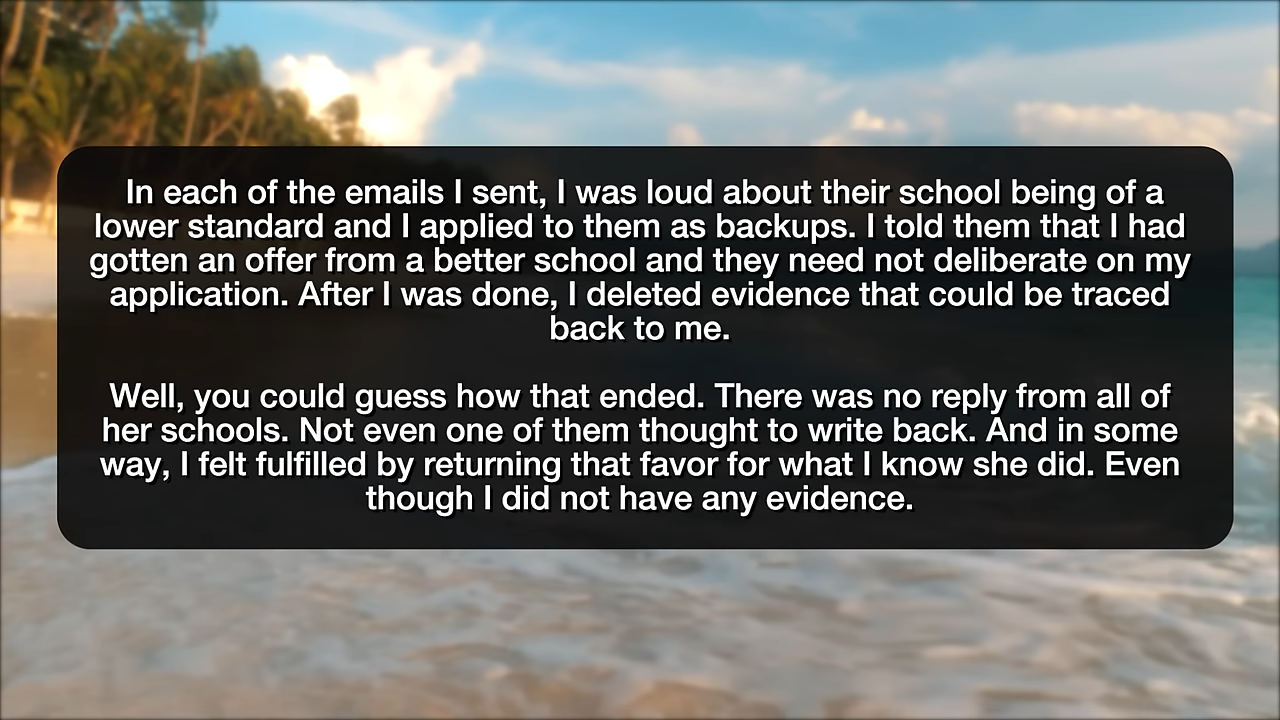 In each of the emails I sent, I was loud about their school being of a
lower standard and I applied to them as backups. I told them that I had
gotten an offer from a better school and they need not deliberate on my
application. After I was done, I deleted evidence that could be traced
back to me.
Well, you could guess how that ended. There was no reply from all of
her schools. Not even one of them thought to write back. And in some
way, I felt fulfilled by returning that favor for what I know she did. Even
though I did not have any evidence.